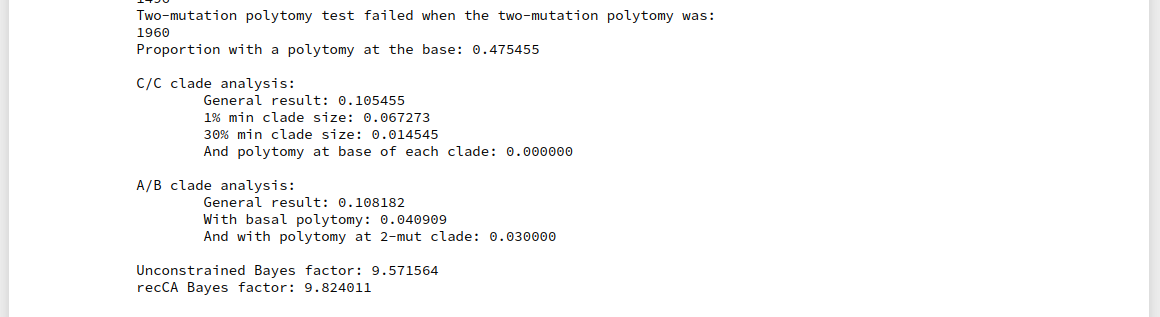 Two-mutation polytomy test failed when the two-mutation polytomy was:
1960
Proportion with a polytomy at the base: 0.475455
C/C clade analysis:
General result: 0.105455
1% min clade size: 0.067273
30% min clade size: 0.014545
And polytomy at base of each clade: 0.000000
A/B clade analysis:
General result: 0.108182
With basal polytomy: 0.040909
And with polytomy at 2-mut clade: 0.030000
Unconstrained Bayes factor: 9.571564
recCA Bayes factor: 9.824011